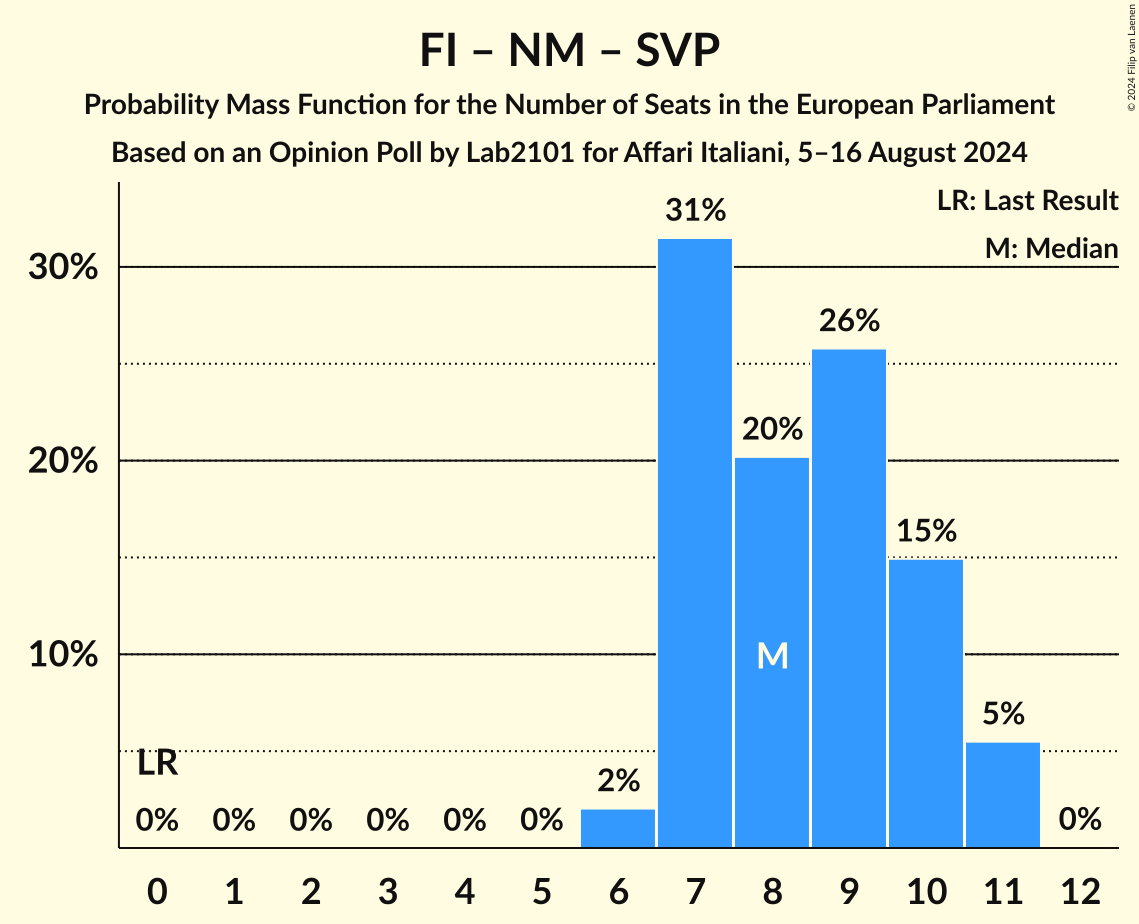 FI – NM – SVP
Probability Mass Function for the Number of Seats in the European Parliament
Based on an Opinion Poll by Lab2101 for Affari Italiani, 5–16 August 2024
© 2024 Filip van Laenen
LR: Last Result
M: Median
31%
30%
26%
20%
20%
15%
10%
M
5%
LR
2%
0% 0% 0% 0% 0% 0% 0%
0 1 2 3 4 5 6 7 8 9 10 11 12